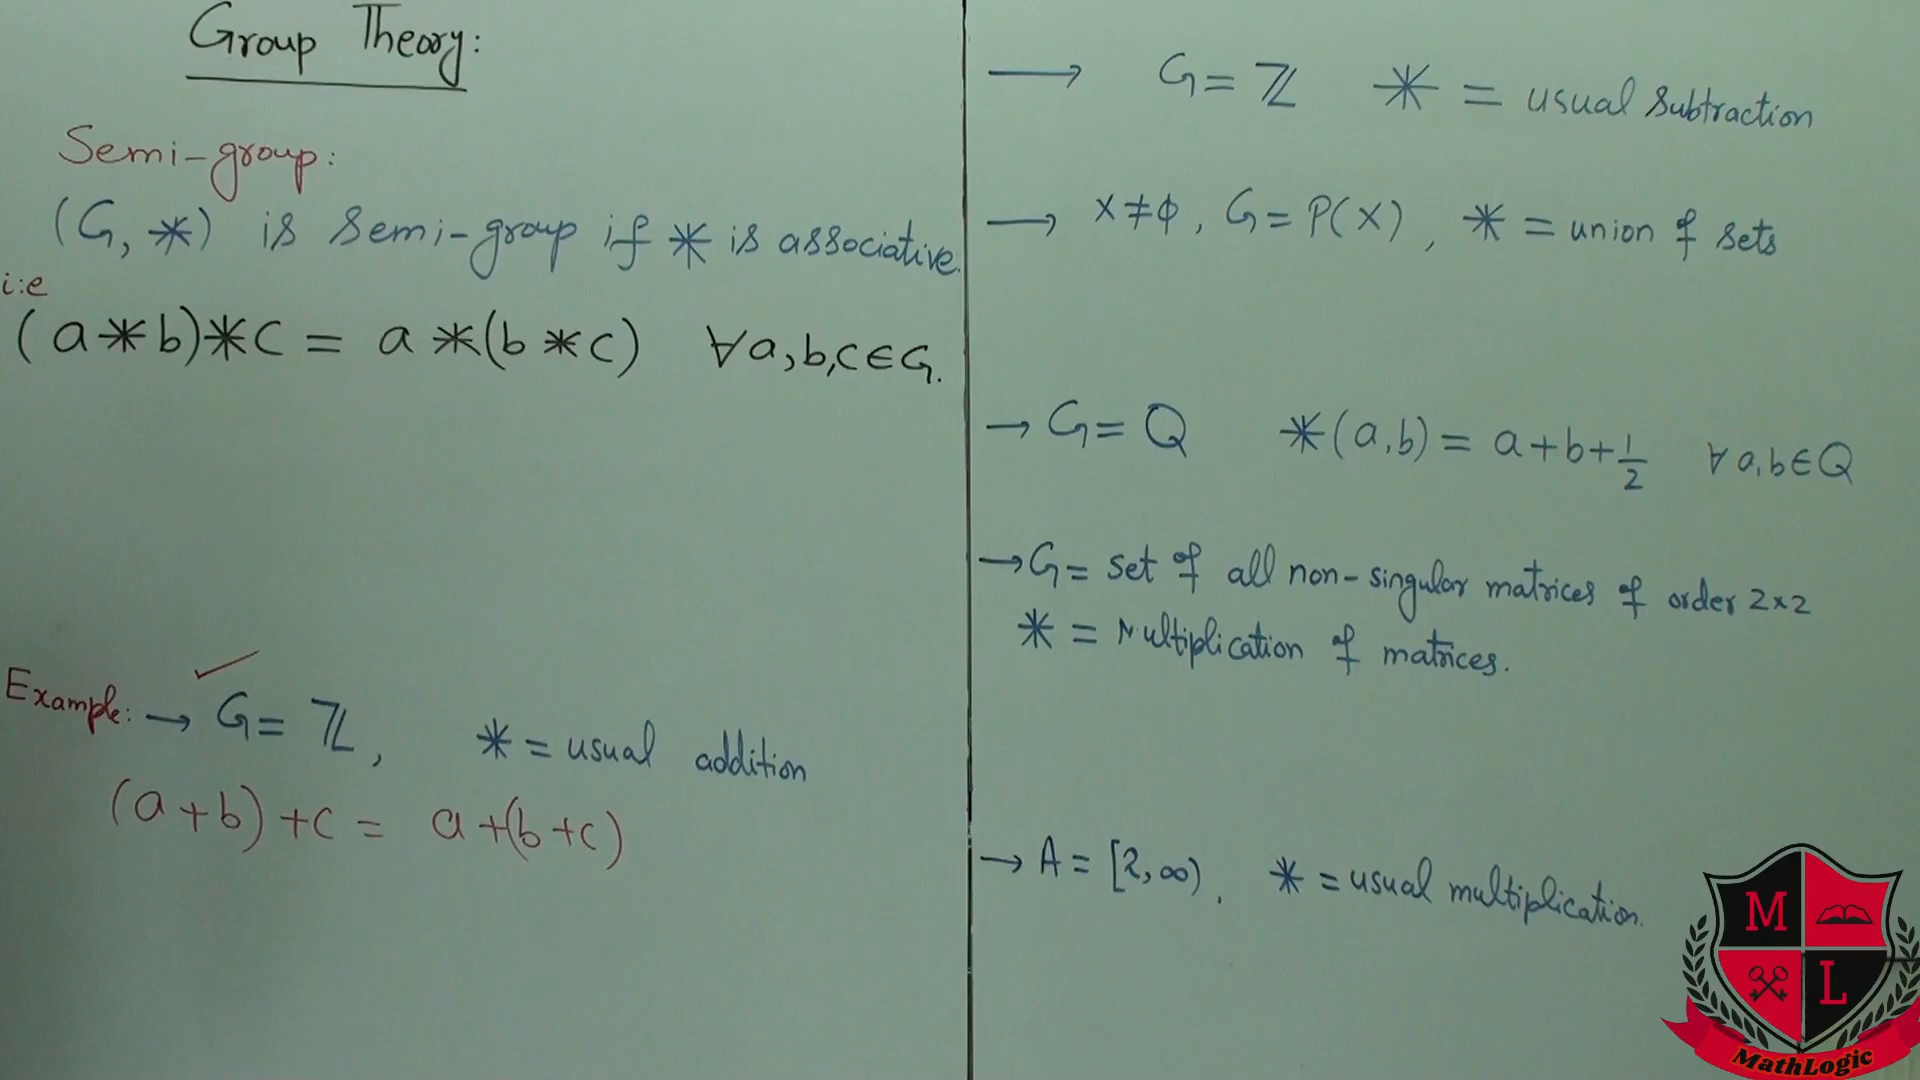 Group Theory:
Semi-group:
(G, *) is semi-group if * is associative.
i:e
(a * b) * c = a * (b * c) ∀ a, b, c ∈ G.
Example: → G = ℤ, * = usual addition
(a + b) + c = a + (b + c)
→ G = ℤ * = usual subtraction
→ X ≠ φ, G = P(X), * = union of sets
→ G = Q *(a, b) = a + b + 1/2 ∀ a, b ∈ Q
→ G = set of all non-singular matrices of order 2×2
* = Multiplication of matrices.
→ A = [2, ∞), * = usual multiplication.
M
L
MathLogic